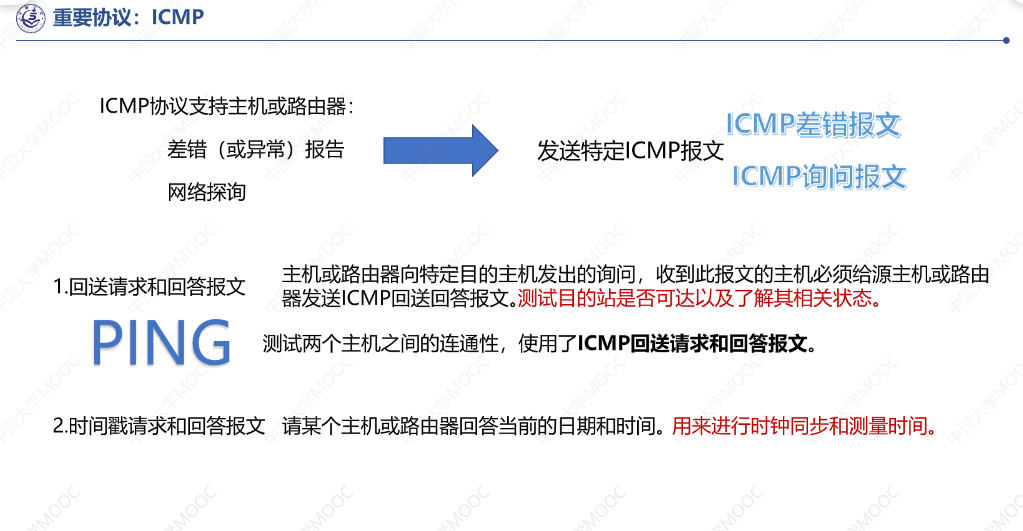 重要协议：ICMP
ICMP协议支持主机或路由器：
差错（或异常）报告
网络探询
发送特定ICMP报文
ICMP差错报文
ICMP询问报文
1.回送请求和回答报文
主机或路由器向特定目的主机发出的询问，收到此报文的主机必须给源主机或路由
器发送ICMP回送回答报文。测试目的站是否可达以及了解其相关状态。
PING
测试两个主机之间的连通性，使用了ICMP回送请求和回答报文。
2.时间戳请求和回答报文
请某个主机或路由器回答当前的日期和时间。用来进行时钟同步和测量时间。
中国大学MOOC